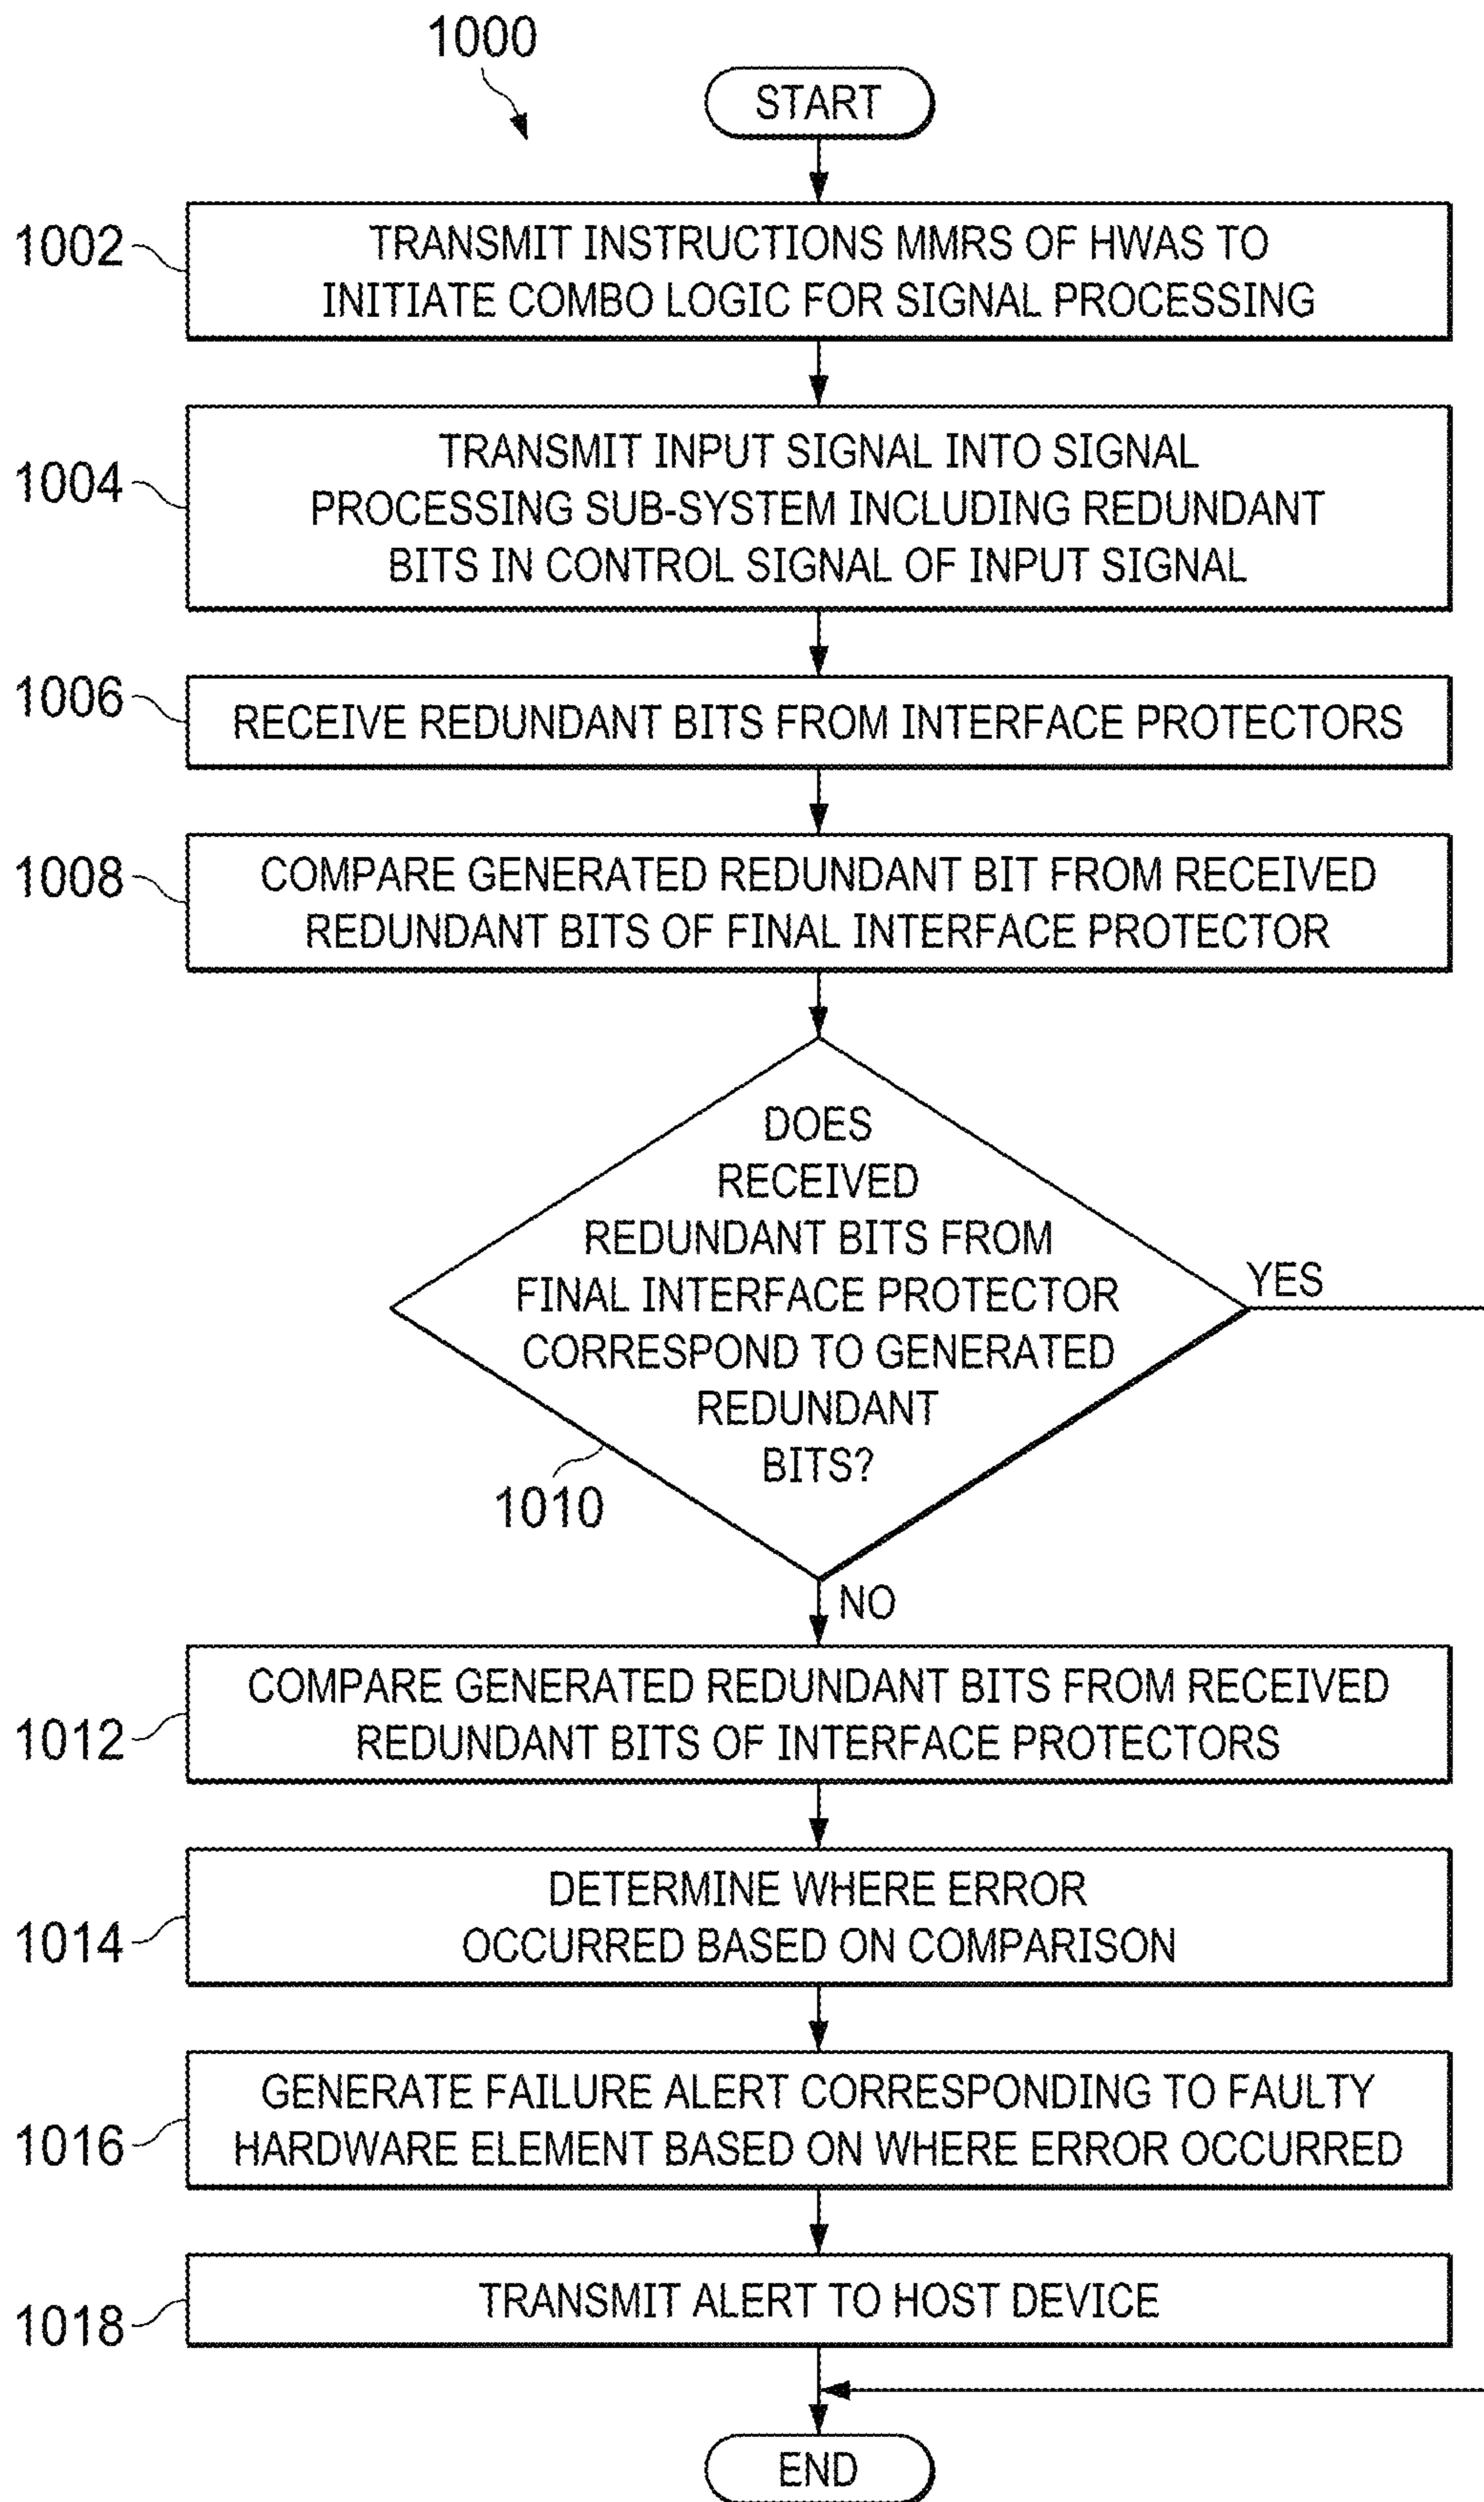 1000
START
1002
TRANSMIT INSTRUCTIONS MMRS OF HWAS TO
INITIATE COMBO LOGIC FOR SIGNAL PROCESSING
1004
TRANSMIT INPUT SIGNAL INTO SIGNAL
PROCESSING SUB-SYSTEM INCLUDING REDUNDANT
BITS IN CONTROL SIGNAL OF INPUT SIGNAL
1006
RECEIVE REDUNDANT BITS FROM INTERFACE PROTECTORS
1008
COMPARE GENERATED REDUNDANT BIT FROM RECEIVED
REDUNDANT BITS OF FINAL INTERFACE PROTECTOR
DOES
RECEIVED
REDUNDANT BITS FROM
FINAL INTERFACE PROTECTOR
CORRESPOND TO GENERATED
REDUNDANT
BITS?
YES
1010
NO
1012
COMPARE GENERATED REDUNDANT BITS FROM RECEIVED
REDUNDANT BITS OF INTERFACE PROTECTORS
1014
DETERMINE WHERE ERROR
OCCURRED BASED ON COMPARISON
1016
GENERATE FAILURE ALERT CORRESPONDING TO FAULTY
HARDWARE ELEMENT BASED ON WHERE ERROR OCCURRED
1018
TRANSMIT ALERT TO HOST DEVICE
END